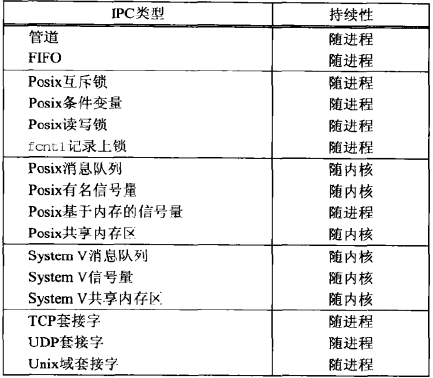 IPC类型 持续性
管道 随进程
FIFO 随进程
Posix互斥锁 随进程
Posix条件变量 随进程
Posix读写锁 随进程
fcntl记录上锁 随进程
Posix消息队列 随内核
Posix有名信号量 随内核
Posix基于内存的信号量 随进程
Posix共享内存区 随内核
System V消息队列 随内核
System V信号量 随内核
System V共享内存区 随内核
TCP套接字 随进程
UDP套接字 随进程
Unix域套接字 随进程